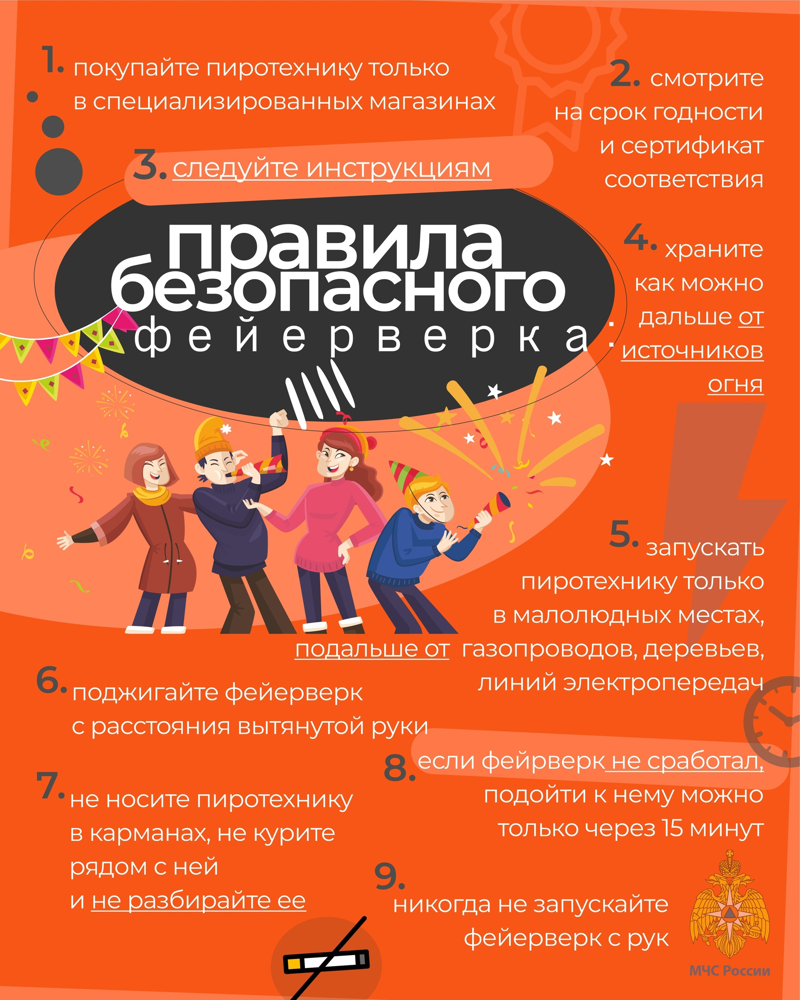 1. покупайте пиротехнику только
в специализированных магазинах
2. смотрите
на срок годности
и сертификат
соответствия
3. следуйте инструкциям
правила
безопасного
фейерверка:
4. храните
как можно
дальше от
источников
огня
5. запускать
пиротехнику только
в малолюдных местах,
подальше от газопроводов, деревьев,
линий электропередач
6. поджигайте фейерверк
с расстояния вытянутой руки
7. не носите пиротехнику
в карманах, не курите
рядом с ней
и не разбирайте ее
8. если фейрверк не сработал,
подойти к нему можно
только через 15 минут
9. никогда не запускайте
фейерверк с рук
МЧС России